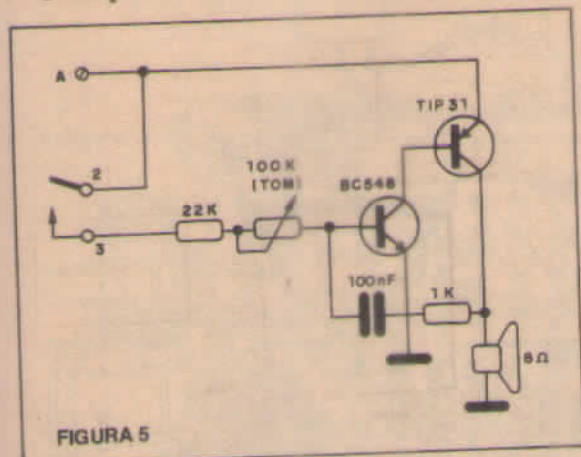 A
TIP 31
2
100K
(TOM)
BC548
22K
3
100nF
1K
8Ω
FIGURA 5